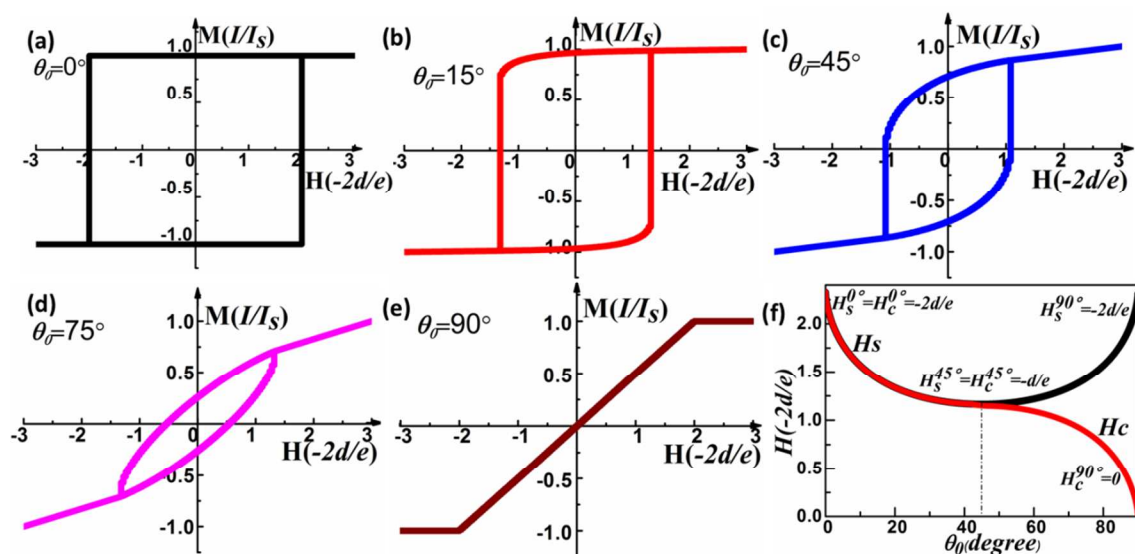 (a)
M(I/Is)
θ0=0°
1.0
0.5
-0.5
-1.0
-3 -2 -1 0 1 2 3
H(-2d/e)
(b)
M(I/Is)
θ0=15°
1.0
0.5
-0.5
-1.0
-3 -2 -1 0 1 2 3
H(-2d/e)
(c)
M(I/Is)
θ0=45°
1.0
0.5
-0.5
-1.0
-3 -2 -1 0 1 2 3
H(-2d/e)
(d)
M(I/Is)
θ0=75°
1.0
0.5
-0.5
-1.0
-3 -2 -1 0 1 2 3
H(-2d/e)
(e)
M(I/Is)
θ0=90°
1.0
0.5
-0.5
-1.0
-3 -2 -1 0 1 2 3
H(-2d/e)
(f)
Hs0°=Hc0°=-2d/e
Hs90°=-2d/e
Hs
Hs45°=Hc45°=-d/e
Hc
Hc90°=0
H(-2d/e)
2.0
1.5
1.0
0.5
0.0
0 20 40 60 80
θ0(degree)